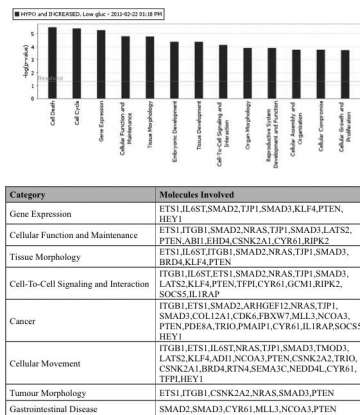 HYPO and INCREASED, Low gluc - 2011-02-22 01:18 PM
-log(p-value)
5
4
3
2
1
0
Threshold
Cell Death
Cell Cycle
Gene Expression
Cellular Function and
Maintenance
Tissue Morphology
Embryonic Development
Tissue Development
Cell-To-Cell Signaling and
Interaction
Organ Morphology
Reproductive System
Development and Function
Cellular Assembly and
Organization
Cellular Compromise
Cellular Growth and
Proliferation
Category Molecules Involved
Gene Expression ETS1,IL6ST,SMAD2,TJP1,SMAD3,KLF4,PTEN,
HEY1
Cellular Function and Maintenance ETS1,ITGB1,SMAD2,NRAS,TJP1,SMAD3,LATS2,
PTEN,ABI1,EHD4,CSNK2A1,CYR61,RIPK2
Tissue Morphology ETS1,IL6ST,ITGB1,SMAD2,NRAS,TJP1,SMAD3,
BRD4,KLF4,PTEN
Cell-To-Cell Signaling and Interaction ITGB1,IL6ST,ETS1,SMAD2,NRAS,TJP1,SMAD3,
LATS2,KLF4,PTEN,TFPI,CYR61,GCM1,RIPK2,
SOCS5,IL1RAP
Cancer ITGB1,ETS1,SMAD2,ARHGEF12,NRAS,TJP1,
SMAD3,COL12A1,CDK6,FBXW7,MLL3,NCOA3,
PTEN,PDE8A,TRIO,PMAIP1,CYR61,IL1RAP,SOCS5
HEY1
Cellular Movement ITGB1,ETS1,IL6ST,NRAS,TJP1,SMAD3,TMOD3,
LATS2,KLF4,ADI1,NCOA3,PTEN,CSNK2A2,TRIO,
CSNK2A1,BRD4,RTN4,SEMA3C,NEDD4L,CYR61,
TFPI,HEY1
Tumour Morphology ETS1,ITGB1,CSNK2A2,NRAS,SMAD3,PTEN
Gastrointestinal Disease SMAD2,SMAD3,CYR61,MLL3,NCOA3,PTEN